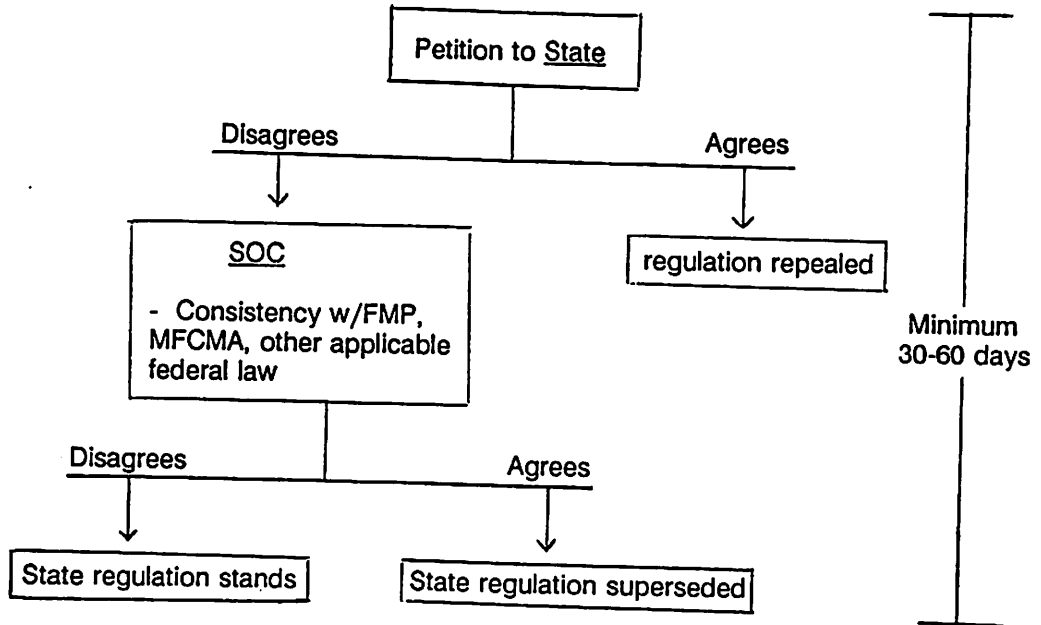 Petition to State
Disagrees
Agrees
SOC
- Consistency w/FMP,
MFCMA, other applicable
federal law
regulation repealed
Minimum
30-60 days
Disagrees
Agrees
State regulation stands
State regulation superseded